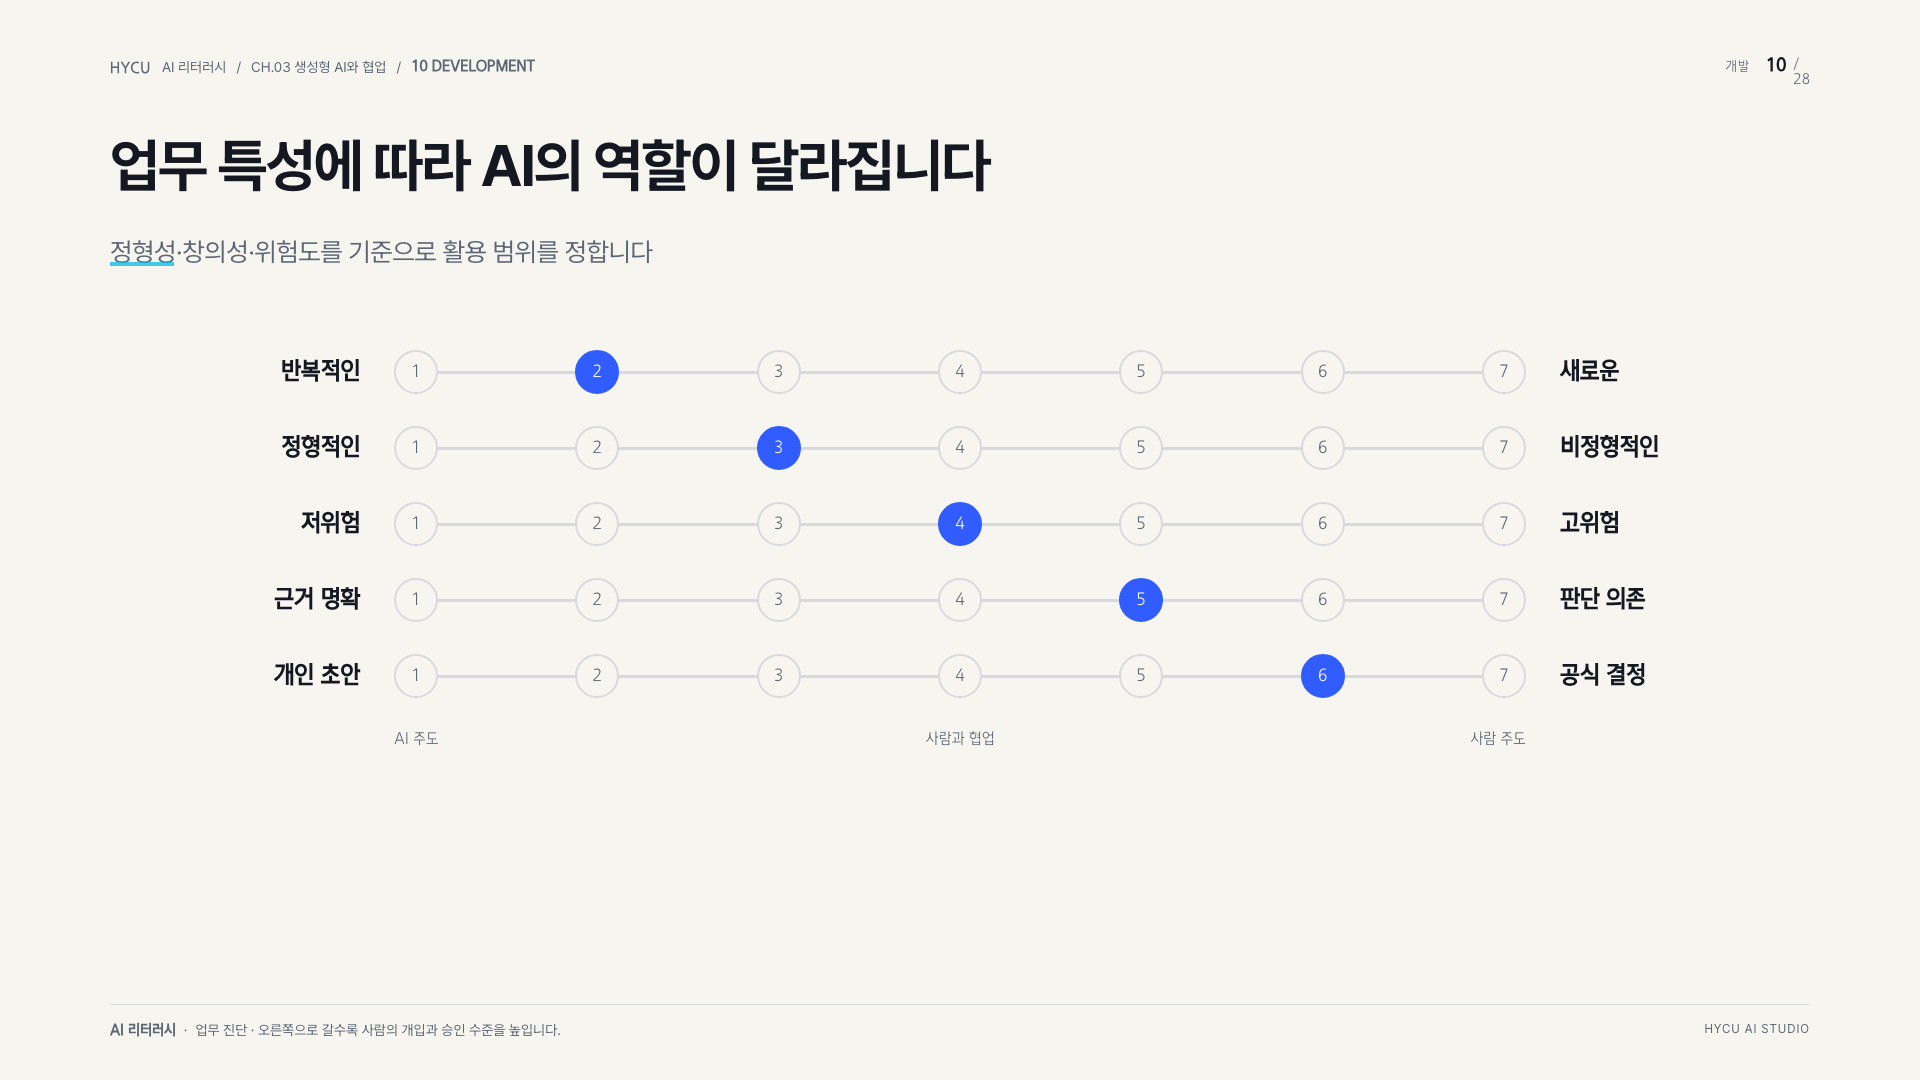 HYCU AI 리터러시 / CH.03 생성형 AI와 협업 / 10 DEVELOPMENT
개발 10 / 28
업무 특성에 따라 AI의 역할이 달라집니다
정형성·창의성·위험도를 기준으로 활용 범위를 정합니다
반복적인 1 2 3 4 5 6 7 새로운
정형적인 1 2 3 4 5 6 7 비정형적인
저위험 1 2 3 4 5 6 7 고위험
근거 명확 1 2 3 4 5 6 7 판단 의존
개인 초안 1 2 3 4 5 6 7 공식 결정
AI 주도 사람과 협업 사람 주도
AI 리터러시 · 업무 진단 · 오른쪽으로 갈수록 사람의 개입과 승인 수준을 높입니다.
HYCU AI STUDIO